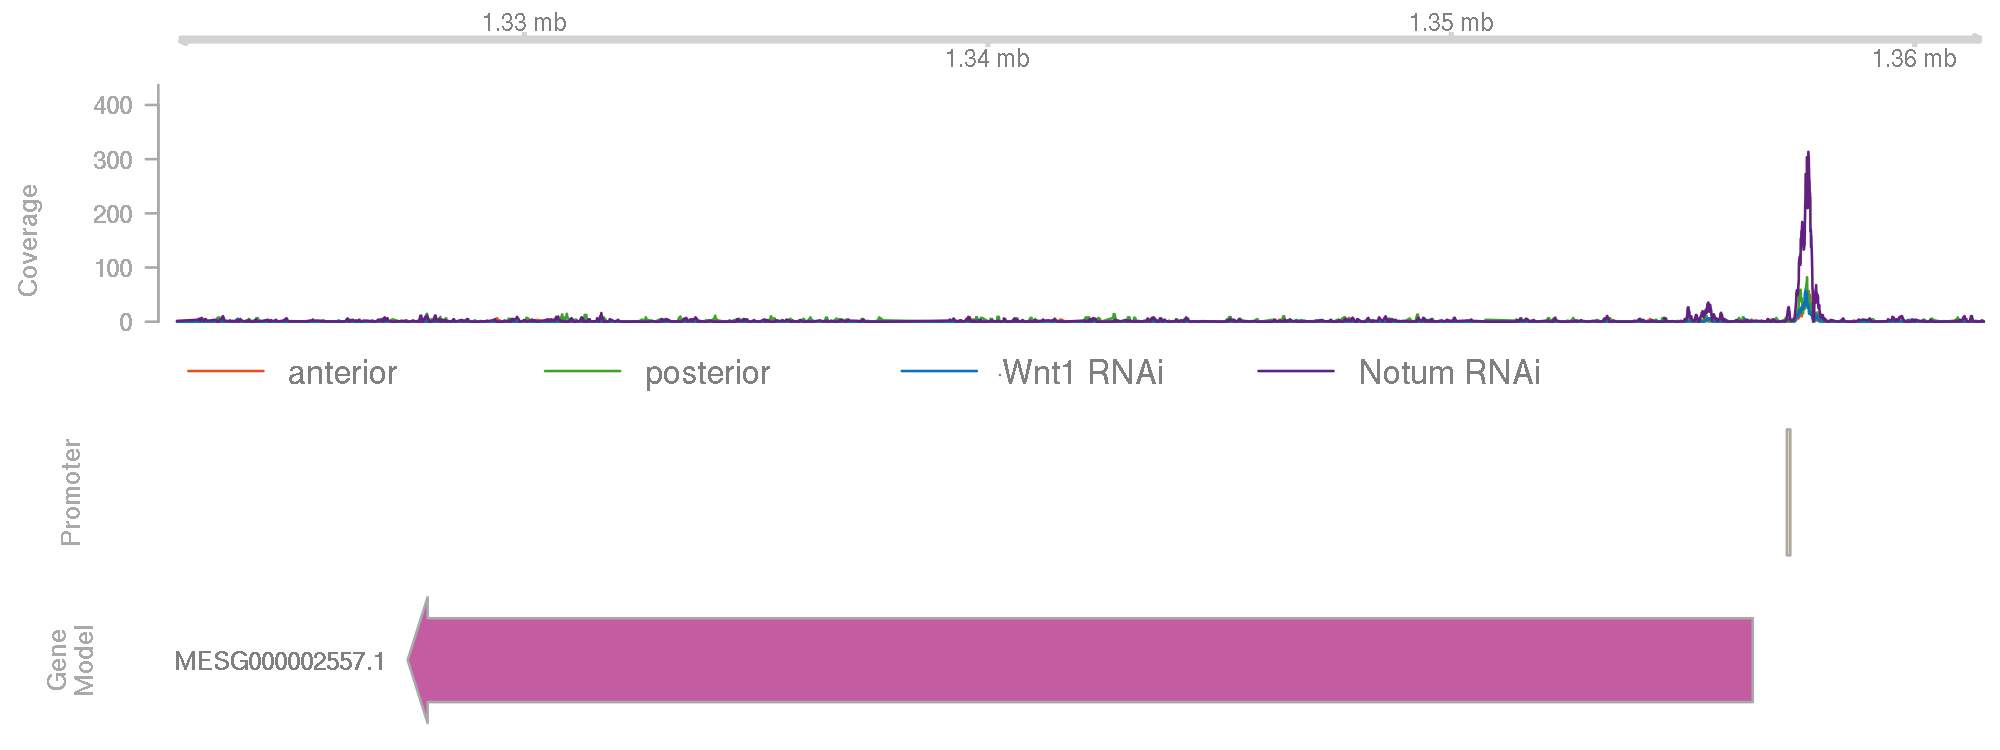 1.33 mb
1.35 mb
1.34 mb
1.36 mb
400
300
200
100
0
Coverage
anterior
posterior
Wnt1 RNAi
Notum RNAi
Promoter
Gene
Model
MESG000002557.1